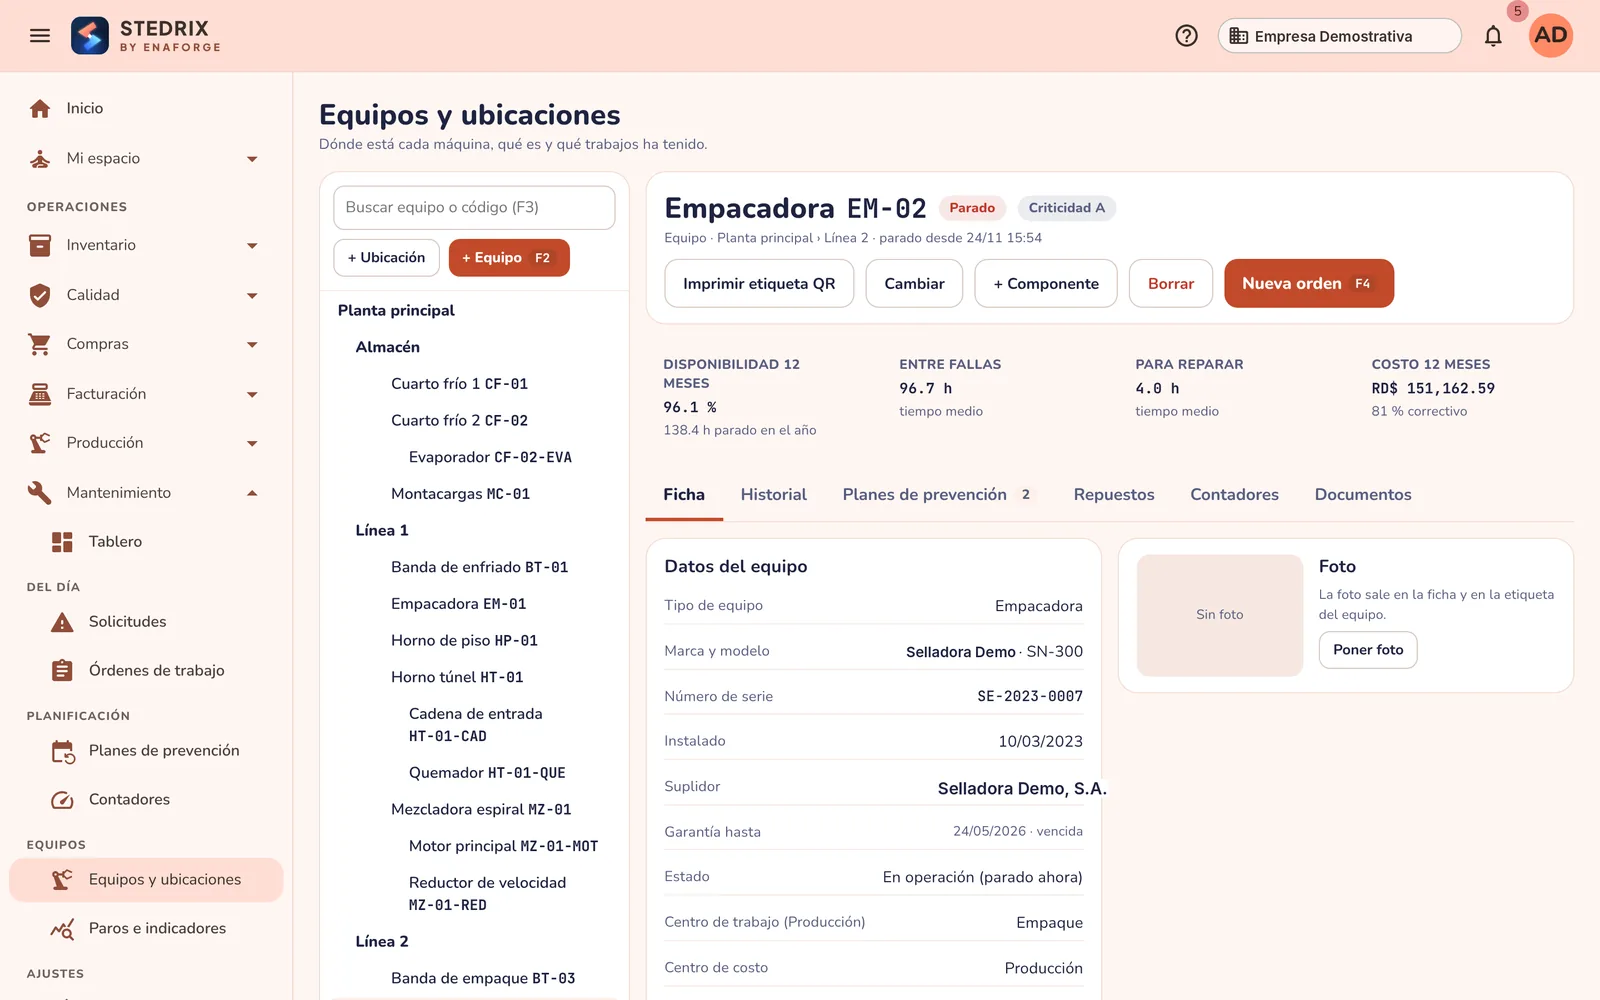 STEDRIX
BY ENAFORGE
Empresa Demostrativa
5
AD
Inicio
Mi espacio
OPERACIONES
Inventario
Calidad
Compras
Facturación
Producción
Mantenimiento
Tablero
DEL DÍA
Solicitudes
Órdenes de trabajo
PLANIFICACIÓN
Planes de prevención
Contadores
EQUIPOS
Equipos y ubicaciones
Paros e indicadores
AJUSTES
Equipos y ubicaciones
Dónde está cada máquina, qué es y qué trabajos ha tenido.
Buscar equipo o código (F3)
+ Ubicación
+ Equipo F2
Planta principal
Almacén
Cuarto frío 1 CF-01
Cuarto frío 2 CF-02
Evaporador CF-02-EVA
Montacargas MC-01
Línea 1
Banda de enfriado BT-01
Empacadora EM-01
Horno de piso HP-01
Horno túnel HT-01
Cadena de entrada
HT-01-CAD
Quemador HT-01-QUE
Mezcladora espiral MZ-01
Motor principal MZ-01-MOT
Reductor de velocidad
MZ-01-RED
Línea 2
Banda de empaque BT-03
Empacadora EM-02 Parado Criticidad A
Equipo · Planta principal › Línea 2 · parado desde 24/11 15:54
Imprimir etiqueta QR
Cambiar
+ Componente
Borrar
Nueva orden F4
DISPONIBILIDAD 12
MESES
96.1 %
138.4 h parado en el año
ENTRE FALLAS
96.7 h
tiempo medio
PARA REPARAR
4.0 h
tiempo medio
COSTO 12 MESES
RD$ 151,162.59
81 % correctivo
Ficha
Historial
Planes de prevención 2
Repuestos
Contadores
Documentos
Datos del equipo
Tipo de equipo Empacadora
Marca y modelo Selladora Demo · SN-300
Número de serie SE-2023-0007
Instalado 10/03/2023
Suplidor Selladora Demo, S.A.
Garantía hasta 24/05/2026 · vencida
Estado En operación (parado ahora)
Centro de trabajo (Producción) Empaque
Centro de costo Producción
Sin foto
Foto
La foto sale en la ficha y en la etiqueta
del equipo.
Poner foto